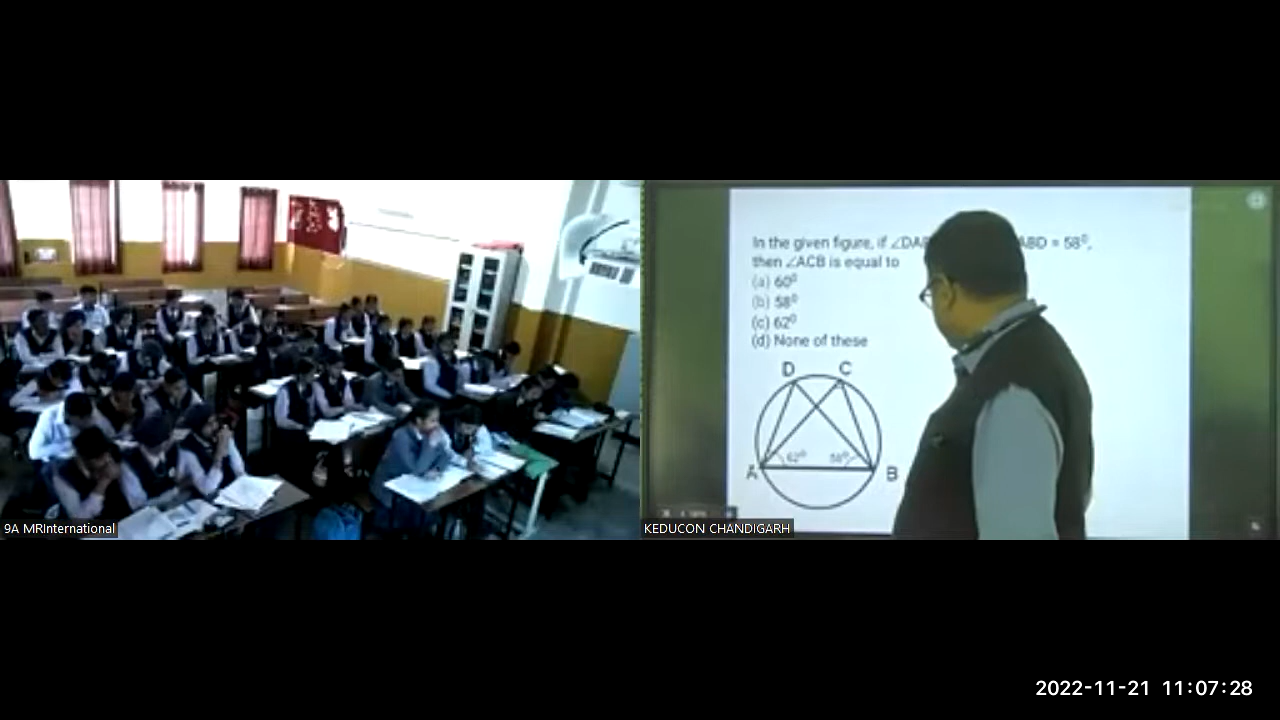 In the given figure, if ∠DAB ABD = 58⁰,
then ∠ACB is equal to
(a) 60⁰
(b) 58⁰
(c) 62⁰
(d) None of these
D C
62⁰ 58⁰
A B
9A MRInternational
KEDUCON CHANDIGARH
2022-11-21 11:07:28